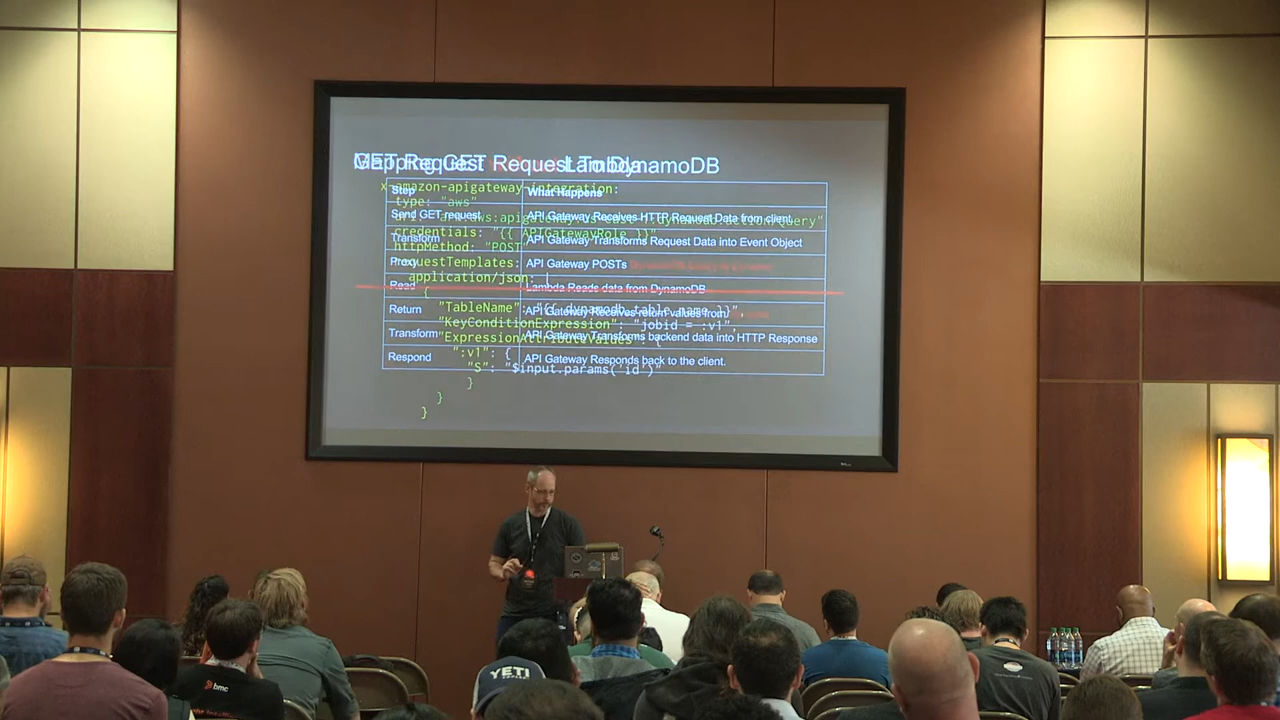 Mapping GET Request To DynamoDB
GET Request Lambda
x-amazon-apigateway-integration:
type: "aws"
credentials: "{{ APIGatewayRole }}"
httpMethod: "POST
requestTemplates:
application/json: |
{
"TableName": "{{ dynamodb_table_name }}",
"KeyConditionExpression": "jobid = :v1",
"ExpressionAttributeValues": {
":v1": {
"S": "$input.params('id')"
}
}
}
Step What Happens
Send GET request API Gateway Receives HTTP Request Data from client
Transform API Gateway Transforms Request Data into Event Object
Proxy API Gateway POSTs
Read Lambda Reads data from DynamoDB
Return API Gateway Receives return values from
Transform API Gateway Transforms backend data into HTTP Response
Respond API Gateway Responds back to the client.
YETI
bmc